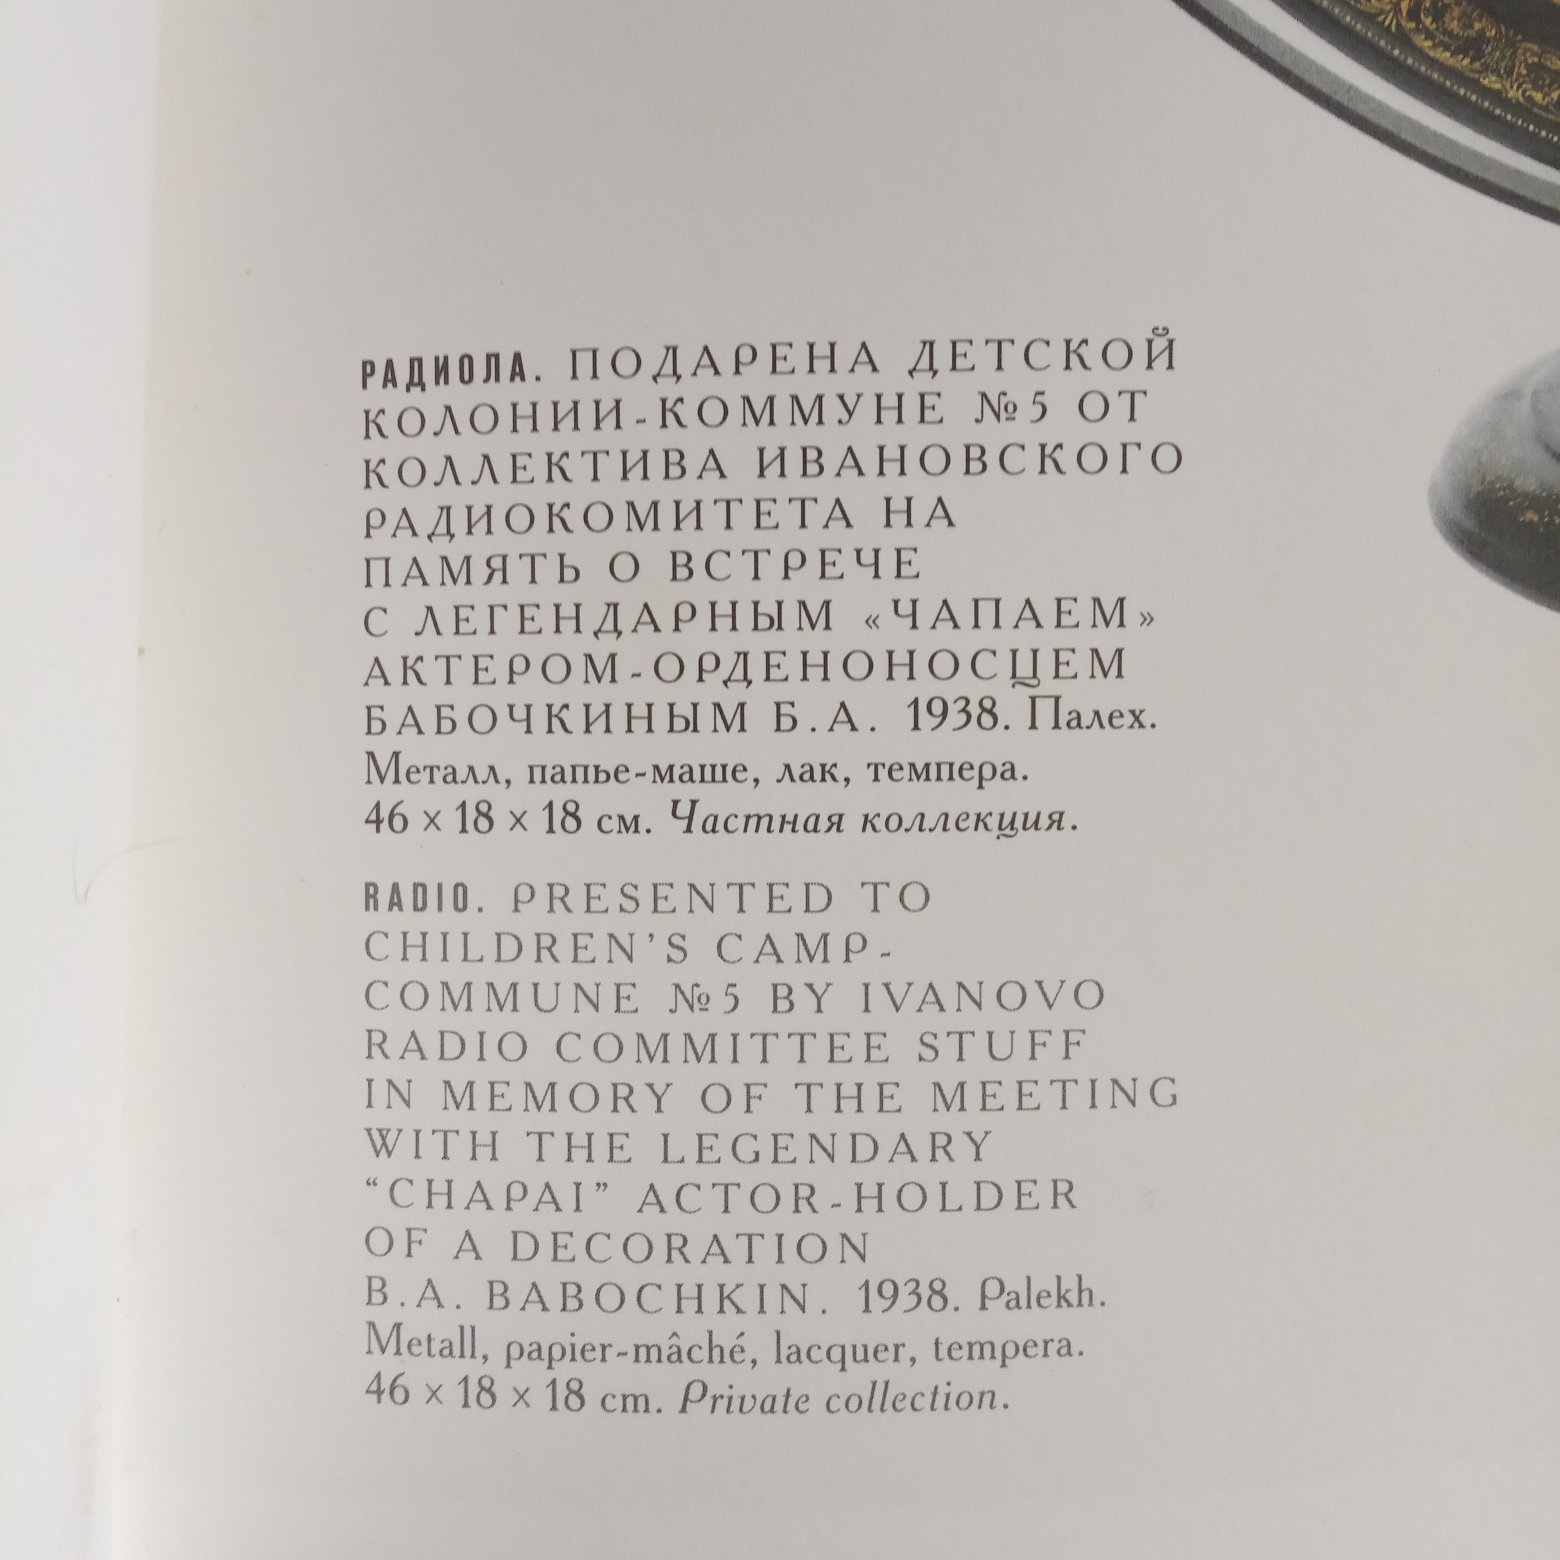 РАДИОЛА. ПОДАРЕНА ДЕТСКОЙ
КОЛОНИИ-КОММУНЕ №5 ОТ
КОЛЛЕКТИВА ИВАНОВСКОГО
РАДИОКОМИТЕТА НА
ПАМЯТЬ О ВСТРЕЧЕ
С ЛЕГЕНДАРНЫМ «ЧАПАЕМ»
АКТЕРОМ-ОРДЕНОНОСЦЕМ
БАБОЧКИНЫМ Б.А. 1938. Палех.
Металл, папье-маше, лак, темпера.
46 × 18 × 18 см. Частная коллекция.
RADIO. PRESENTED TO
CHILDREN'S CAMP-
COMMUNE №5 BY IVANOVO
RADIO COMMITTEE STUFF
IN MEMORY OF THE MEETING
WITH THE LEGENDARY
“CHAPAI” ACTOR-HOLDER
OF A DECORATION
B.A. BABOCHKIN. 1938. Palekh.
Metall, papier-mâché, lacquer, tempera.
46 × 18 × 18 cm. Private collection.